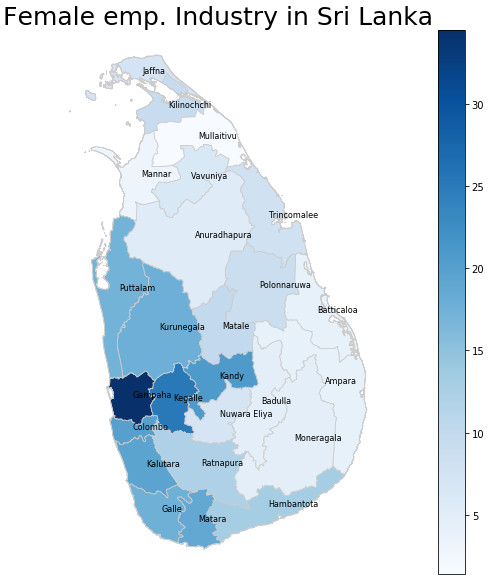 Female emp. Industry in Sri Lanka
Jaffna
Kilinochchi
Mullaitivu
Mannar
Vavuniya
Trincomalee
Anuradhapura
Puttalam
Polonnaruwa
Batticaloa
Kurunegala
Matale
Gampaha
Kegalle
Kandy
Ampara
Badulla
Nuwara Eliya
Colombo
Moneragala
Kalutara
Ratnapura
Galle
Matara
Hambantota
30
25
20
15
10
5